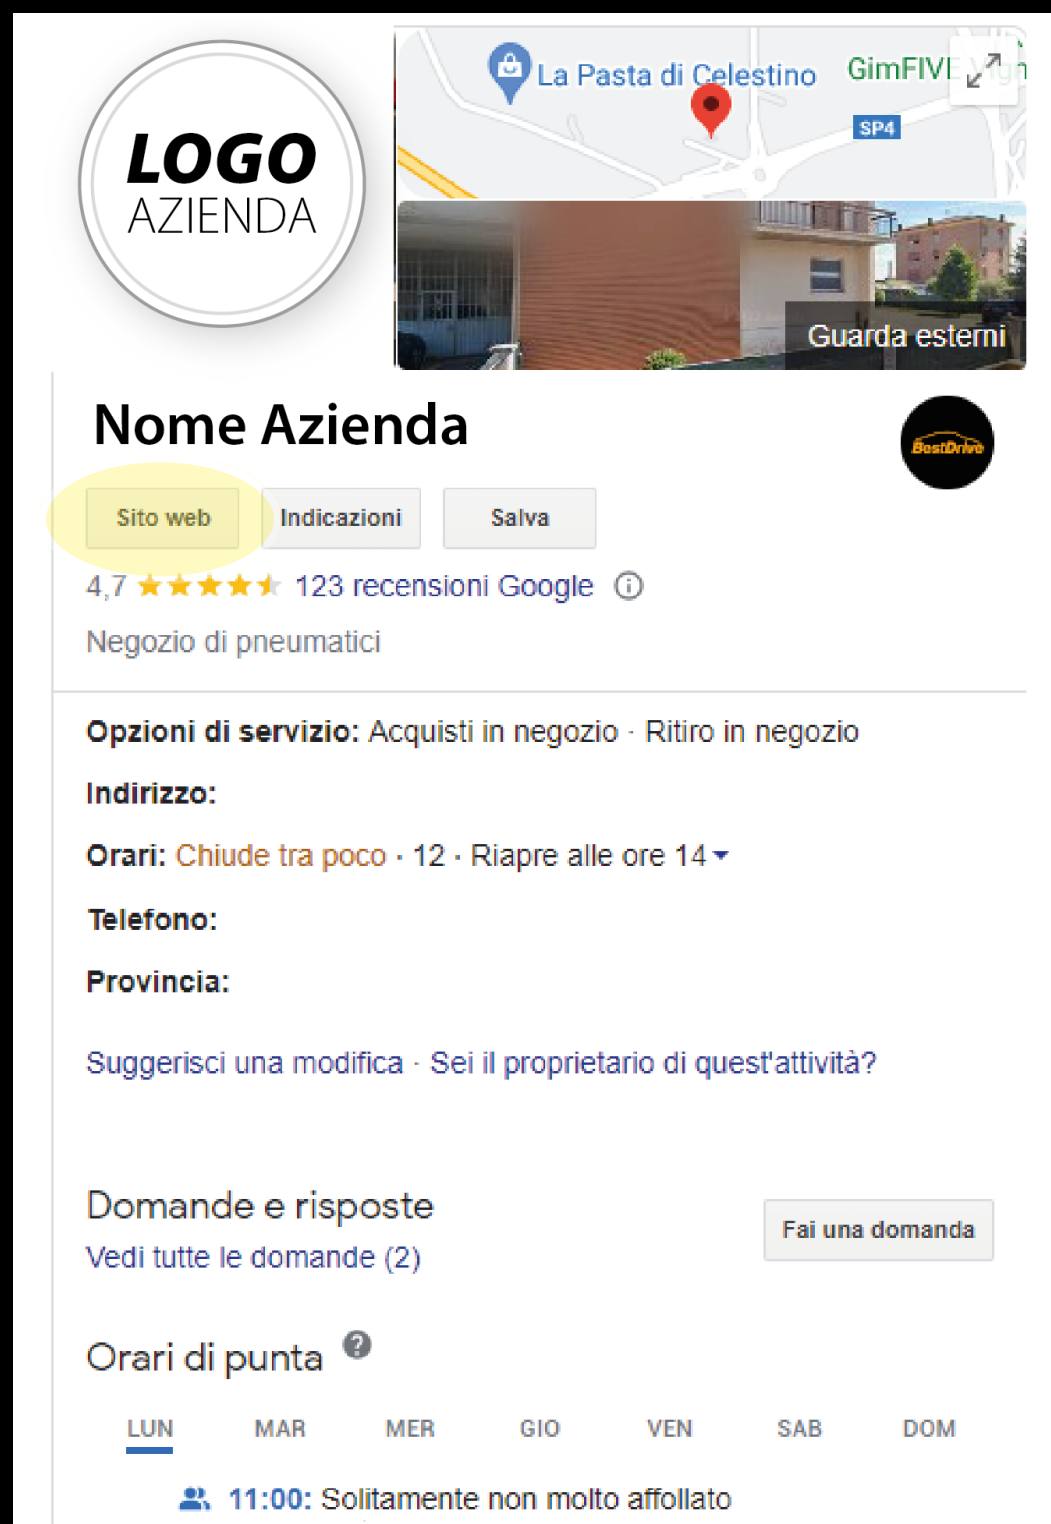 LOGO
AZIENDA
La Pasta di Celestino
GimFIVE
SP4
Guarda esterni
Nome Azienda
BestDrive
Sito web
Indicazioni
Salva
4,7
123 recensioni Google
Negozio di pneumatici
Opzioni di servizio: Acquisti in negozio · Ritiro in negozio
Indirizzo:
Orari: Chiude tra poco · 12 · Riapre alle ore 14
Telefono:
Provincia:
Suggerisci una modifica · Sei il proprietario di quest'attività?
Domande e risposte
Vedi tutte le domande (2)
Fai una domanda
Orari di punta
LUN MAR MER GIO VEN SAB DOM
11:00: Solitamente non molto affollato